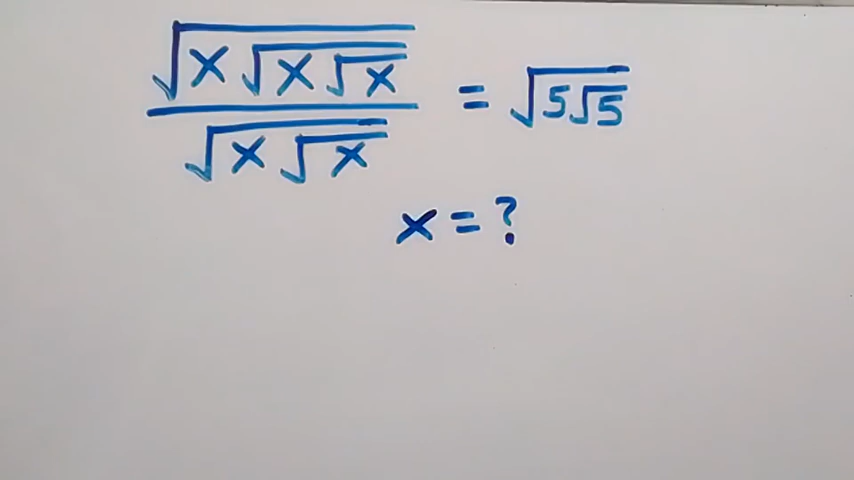 √(x√(x√x)) / √(x√x) = √(5√5)
x = ?